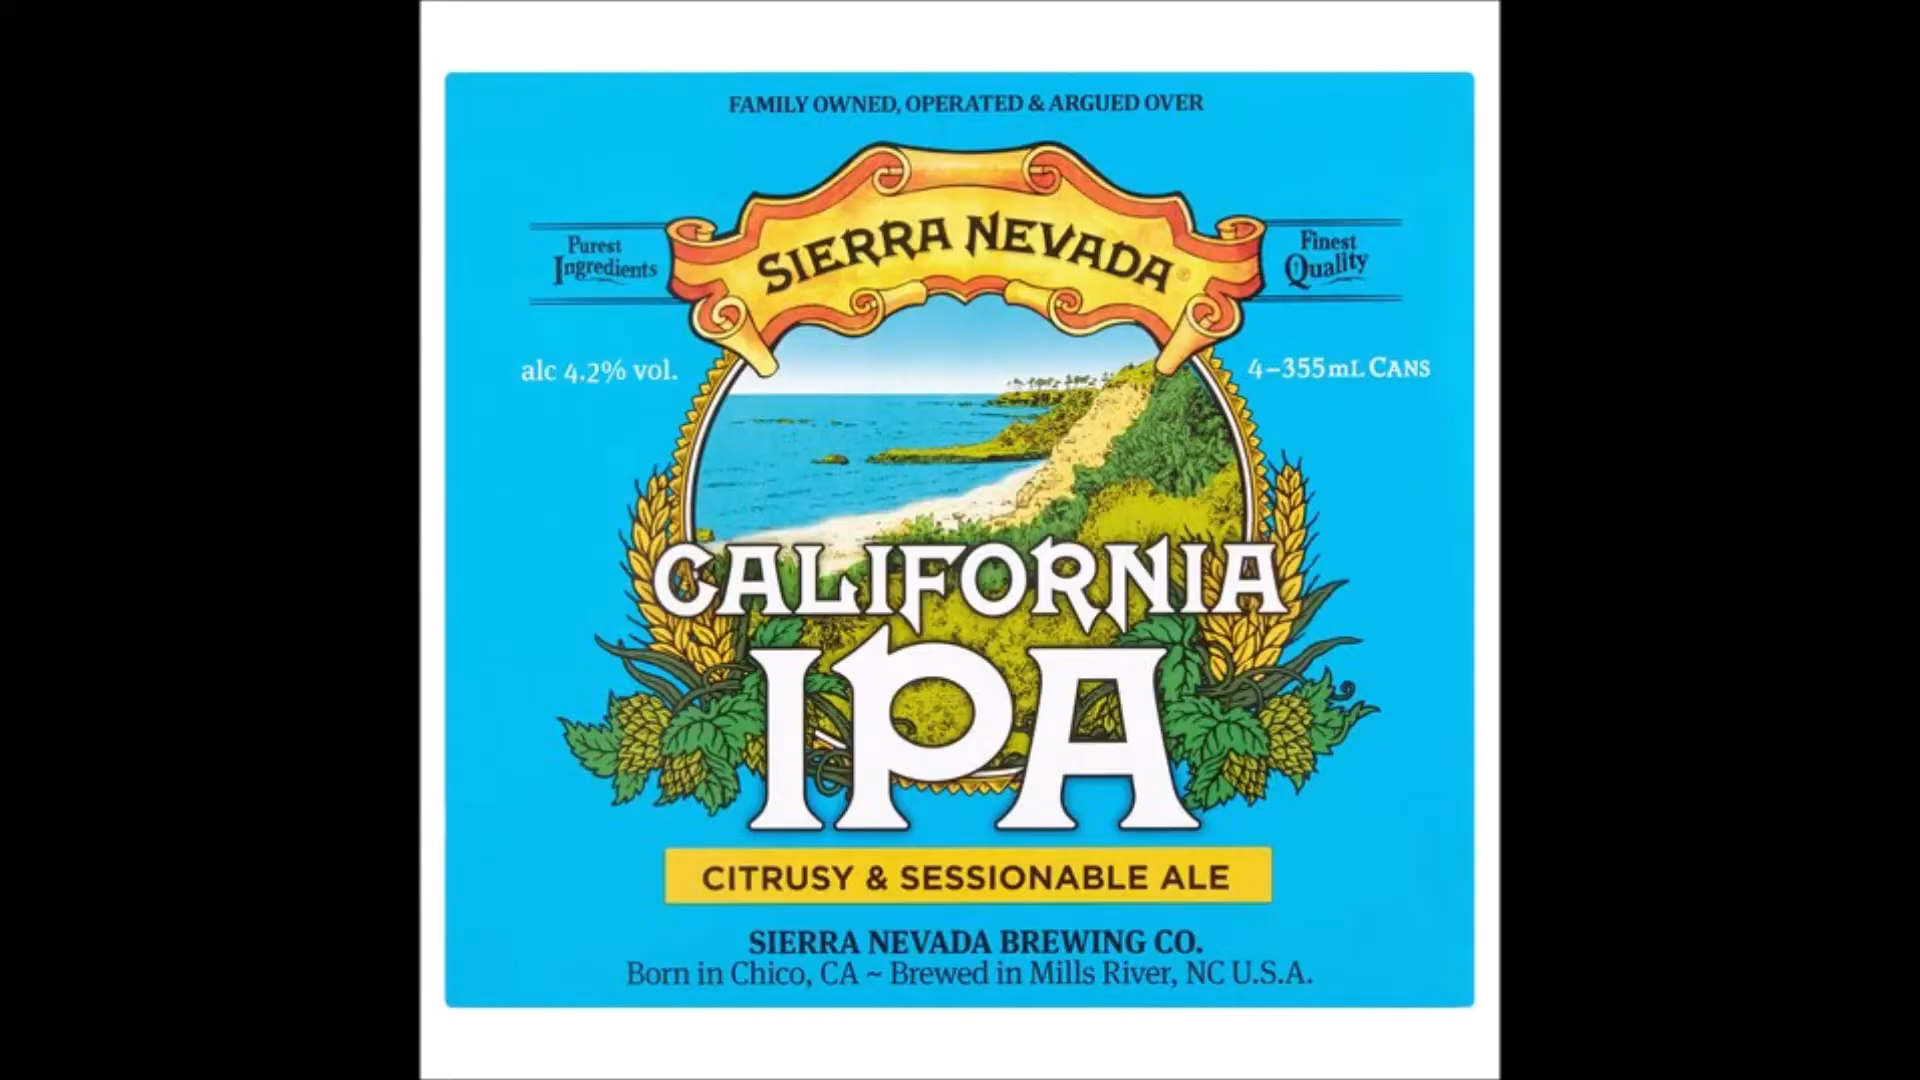 FAMILY OWNED, OPERATED & ARGUED OVER
SIERRA NEVADA®
Purest
Ingredients
Finest
Quality
alc 4.2% vol.
4–355mL CANS
CALIFORNIA
IPA
CITRUSY & SESSIONABLE ALE
SIERRA NEVADA BREWING CO.
Born in Chico, CA ~ Brewed in Mills River, NC U.S.A.